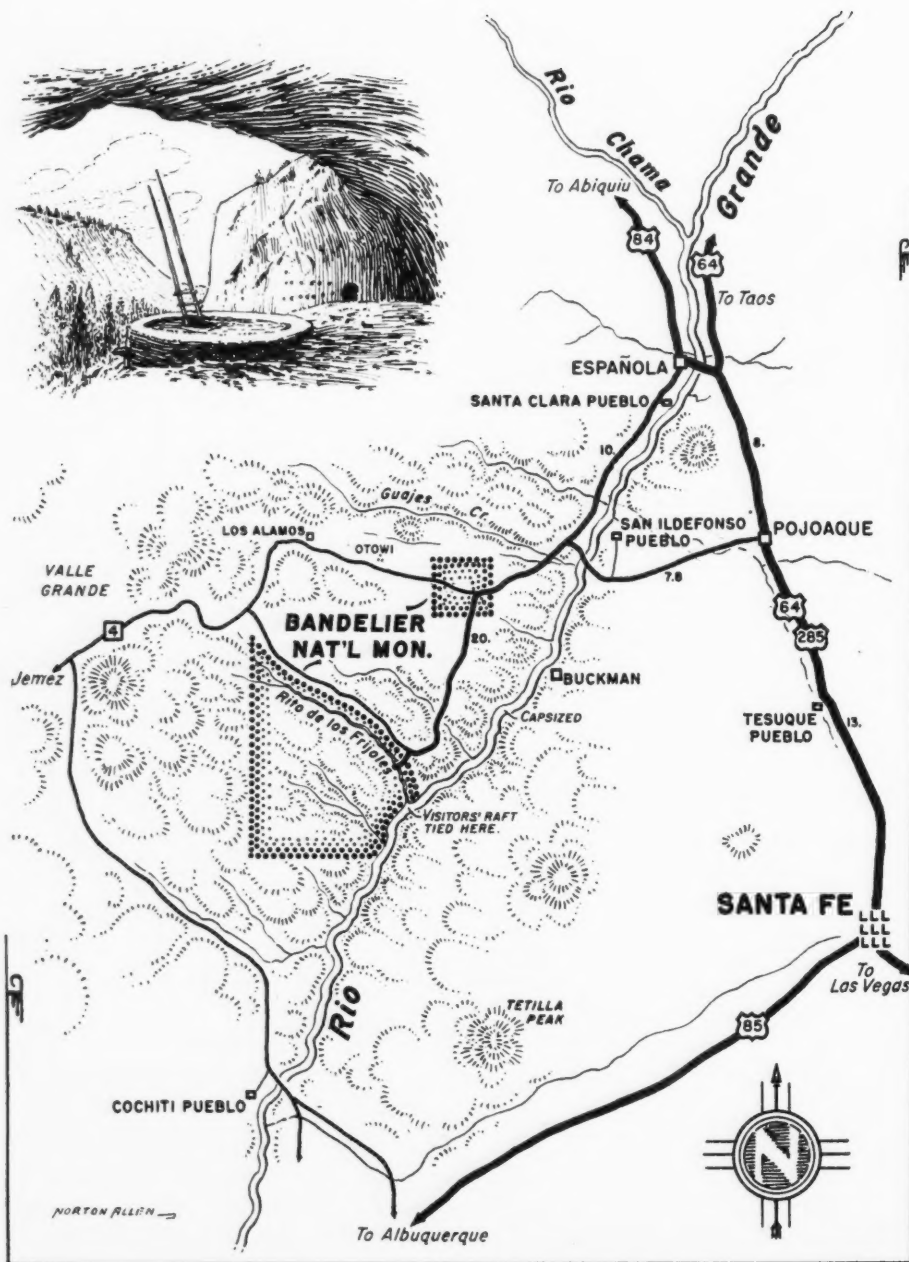 Rio
Chama
Grande
To Abiquiu
84
64
To Taos
ESPAÑOLA
SANTA CLARA PUEBLO
10.
8.
Guajes Cr.
SAN ILDEFONSO
PUEBLO
POJOAQUE
LOS ALAMOS
OTOWI
7.8
VALLE
GRANDE
BANDELIER
NAT'L MON.
20.
64
285
4
Jemez
Rito de los Frijoles
BUCKMAN
CAPSIZED
TESUQUE
PUEBLO
13.
VISITORS' RAFT
TIED HERE.
SANTA FE
To
Las Vegas
Rio
TETILLA
PEAK
85
COCHITI PUEBLO
N
NORTON ALLEN
To Albuquerque